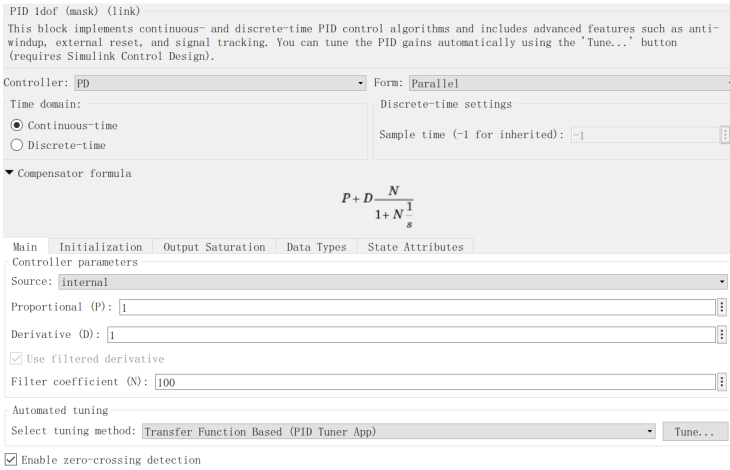 PID 1dof (mask) (link)
This block implements continuous- and discrete-time PID control algorithms and includes advanced features such as anti-
windup, external reset, and signal tracking. You can tune the PID gains automatically using the 'Tune...' button
(requires Simulink Control Design).
Controller: PD Form: Parallel
Time domain: Discrete-time settings
Continuous-time
Sample time (-1 for inherited): -1
Discrete-time
Compensator formula
P + D N / (1 + N 1/s)
Main Initialization Output Saturation Data Types State Attributes
Controller parameters
Source: internal
Proportional (P): 1
Derivative (D): 1
Use filtered derivative
Filter coefficient (N): 100
Automated tuning
Select tuning method: Transfer Function Based (PID Tuner App) Tune...
Enable zero-crossing detection